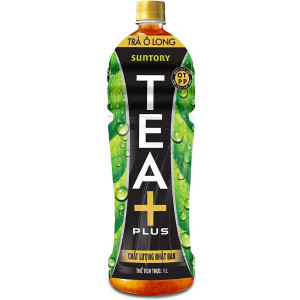 TRÀ Ô LONG
SUNTORY
OTPP
TEA+
PLUS
CHẤT LƯỢNG NHẬT BẢN
THỂ TÍCH THỰC: 1L